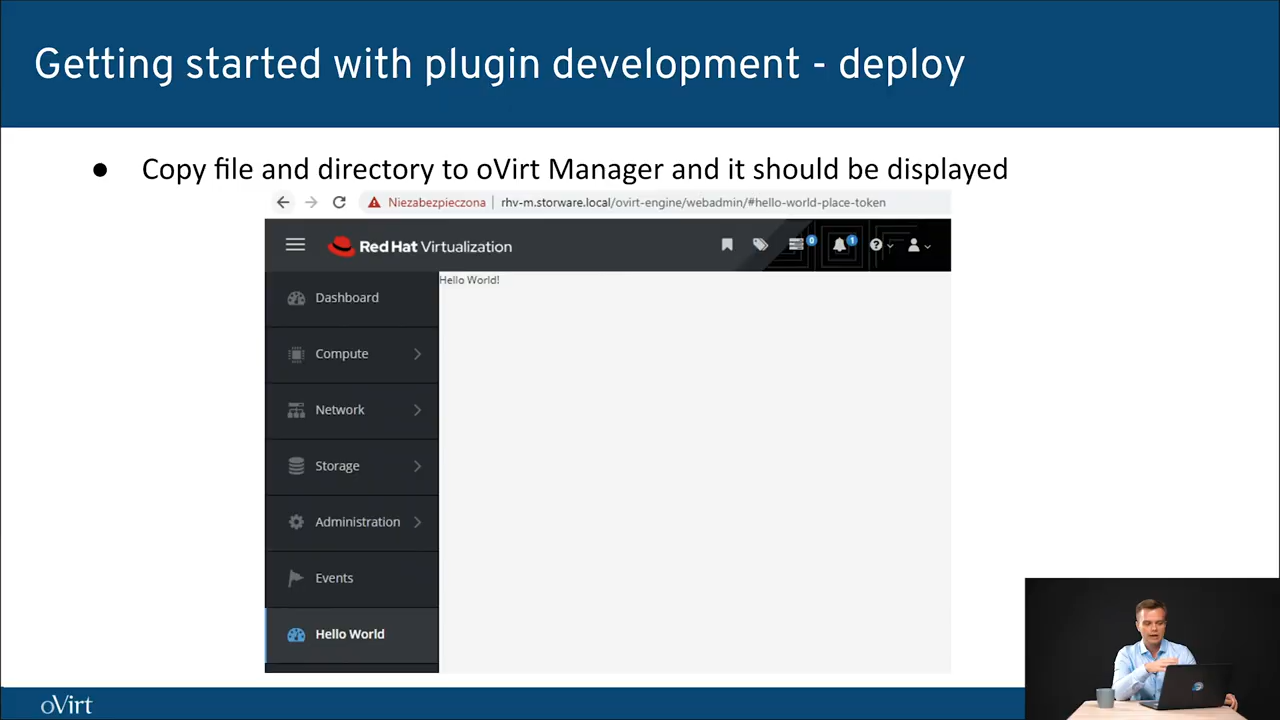 Getting started with plugin development - deploy
● Copy file and directory to oVirt Manager and it should be displayed
Niezabezpieczona | rhv-m.storware.local/ovirt-engine/webadmin/#hello-world-place-token
Red Hat Virtualization
0
1
?
Hello World!
Dashboard
Compute
Network
Storage
Administration
Events
Hello World
oVirt